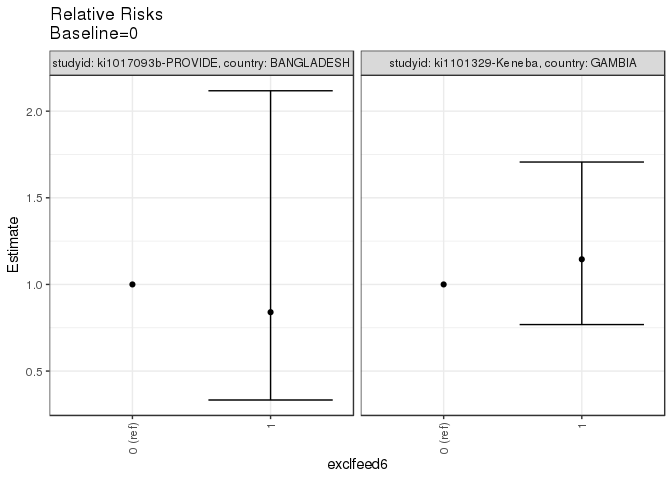 Relative Risks
Baseline=0
studyid: ki1017093b-PROVIDE, country: BANGLADESH
studyid: ki1101329-Keneba, country: GAMBIA
Estimate
2.0
1.5
1.0
0.5
0 (ref)
1
0 (ref)
1
exclfeed6